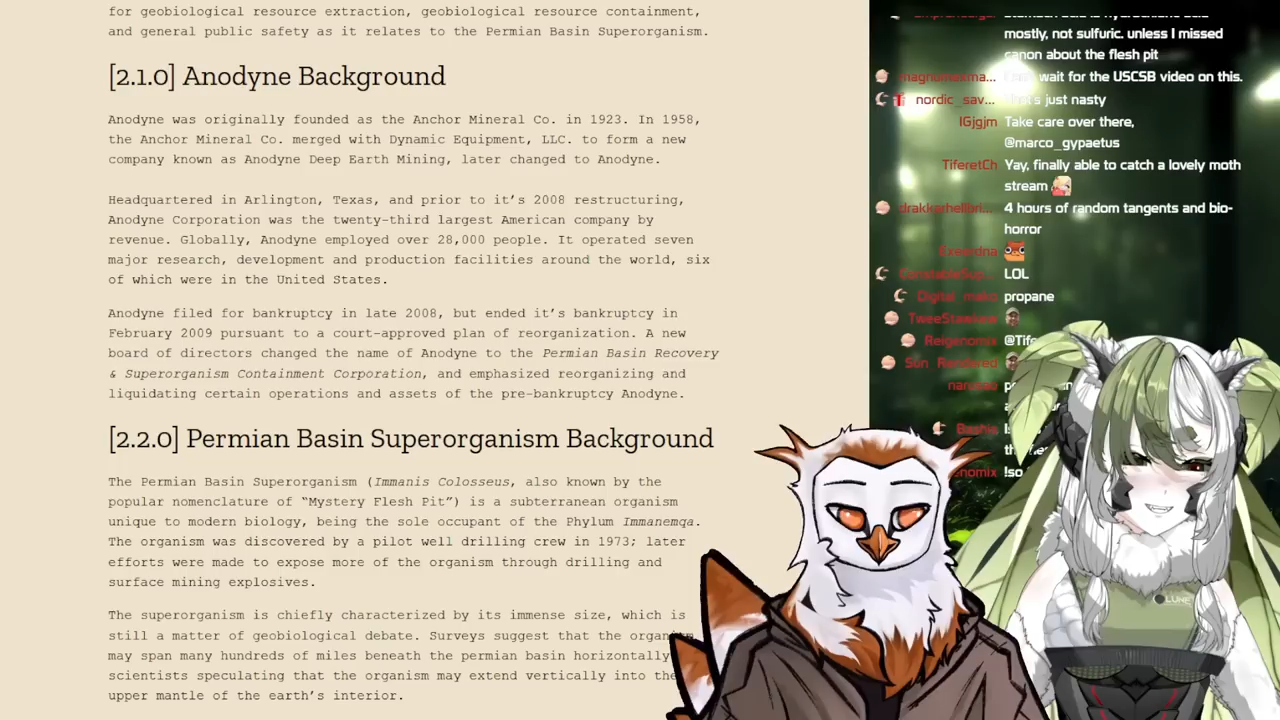 for geobiological resource extraction, geobiological resource containment,
and general public safety as it relates to the Permian Basin Superorganism.
[2.1.0] Anodyne Background
Anodyne was originally founded as the Anchor Mineral Co. in 1923. In 1958,
the Anchor Mineral Co. merged with Dynamic Equipment, LLC. to form a new
company known as Anodyne Deep Earth Mining, later changed to Anodyne.
Headquartered in Arlington, Texas, and prior to it's 2008 restructuring,
Anodyne Corporation was the twenty-third largest American company by
revenue. Globally, Anodyne employed over 28,000 people. It operated seven
major research, development and production facilities around the world, six
of which were in the United States.
Anodyne filed for bankruptcy in late 2008, but ended it's bankruptcy in
February 2009 pursuant to a court-approved plan of reorganization. A new
board of directors changed the name of Anodyne to the Permian Basin Recovery
& Superorganism Containment Corporation, and emphasized reorganizing and
liquidating certain operations and assets of the pre-bankruptcy Anodyne.
[2.2.0] Permian Basin Superorganism Background
The Permian Basin Superorganism (Immanis Colosseus, also known by the
popular nomenclature of “Mystery Flesh Pit”) is a subterranean organism
unique to modern biology, being the sole occupant of the Phylum Immanemqa.
The organism was discovered by a pilot well drilling crew in 1973; later
efforts were made to expose more of the organism through drilling and
surface mining explosives.
The superorganism is chiefly characterized by its immense size, which is
still a matter of geobiological debate. Surveys suggest that the organism
may span many hundreds of miles beneath the permian basin horizontally
scientists speculating that the organism may extend vertically into the
upper mantle of the earth's interior.
mostly, not sulfuric. unless I missed
canon about the flesh pit
wait for the USCSB video on this.
nordic_sav... That's just nasty
IGjgjm Take care over there,
@marco_gypaetus
TiferetCh Yay, finally able to catch a lovely moth
stream
4 hours of random tangents and bio-
horror
LOL
Digital propane
TweeStawlone
Reigenomix @Tife
Sun Rendered
LUNE